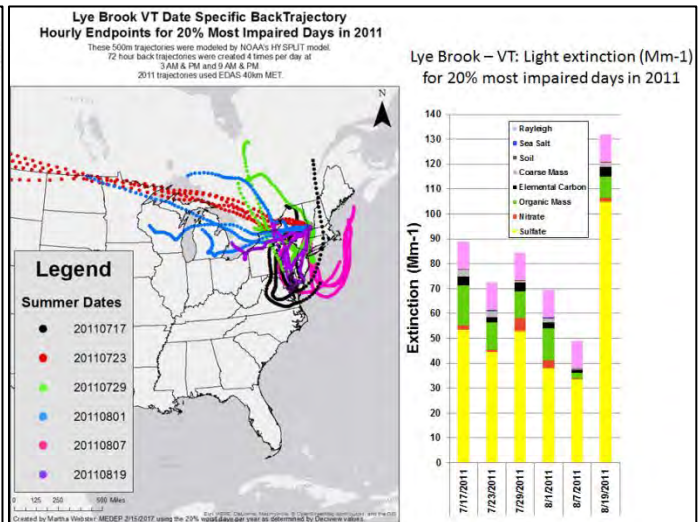 Lye Brook VT Date Specific BackTrajectory
Hourly Endpoints for 20% Most Impaired Days in 2011
These 500m trajectories were modeled by NOAA's HYSPLIT model.
72 hour back trajectories were created 4 times per day at
3 AM & PM and 9 AM & PM.
2011 trajectories used EDAS 40km MET.
N
Legend
Summer Dates
20110717
20110723
20110729
20110801
20110807
20110819
0 125 250 500 Miles
Created by Martha Webster MEDEP 2/15/2017 using the 20% worst days per year as determined by Deciview values.
Lye Brook – VT: Light extinction (Mm-1)
for 20% most impaired days in 2011
Extinction (Mm-1)
140
130
120
110
100
90
80
70
60
50
40
30
20
10
0
Rayleigh
Sea Salt
Soil
Coarse Mass
Elemental Carbon
Organic Mass
Nitrate
Sulfate
7/17/2011
7/23/2011
7/29/2011
8/1/2011
8/7/2011
8/19/2011